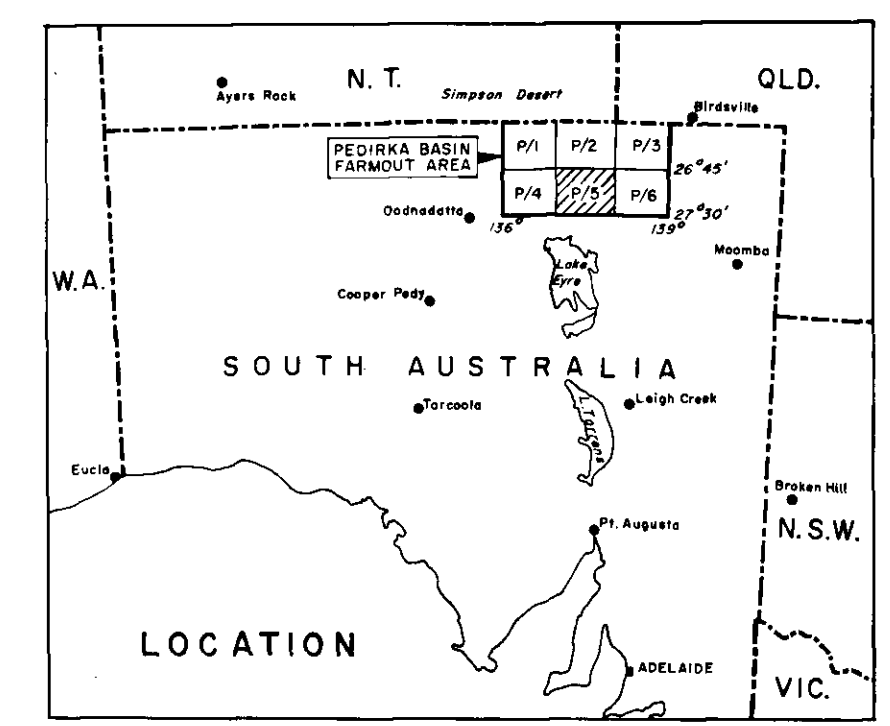 N.T.
QLD.
Simpson Desert
Ayers Rock
Birdsville
PEDIRKA BASIN
FARMOUT AREA
P/1
P/2
P/3
26°45'
P/4
P/5
P/6
27°30'
136°
139°
Oodnadatta
Moomba
Lake
Eyre
W.A.
Cooper Pedy
SOUTH AUSTRALIA
Tarcoola
L. Torrens
Leigh Creek
Eucla
Broken Hill
Pt. Augusta
N.S.W.
LOCATION
ADELAIDE
VIC.